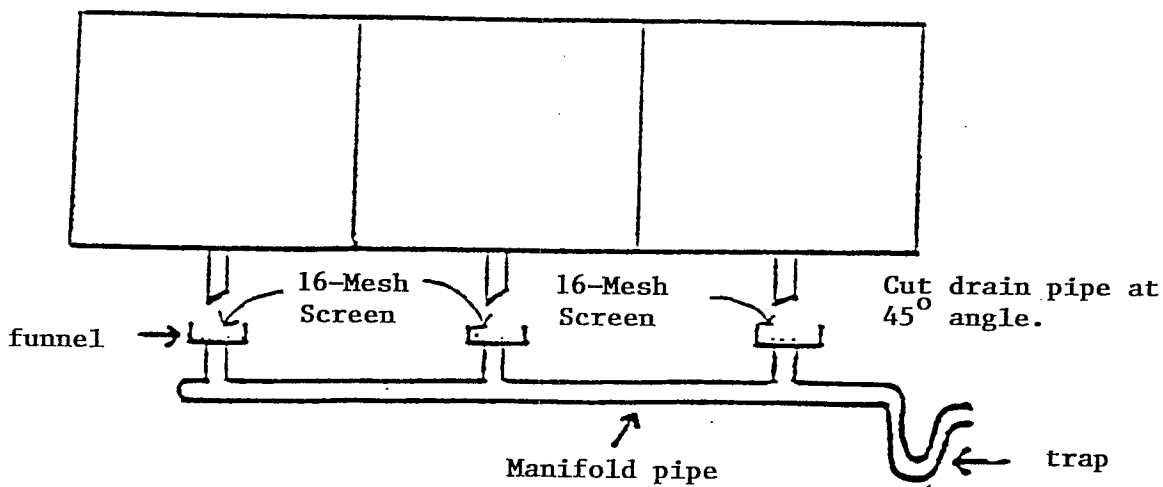 16-Mesh
Screen
16-Mesh
Screen
Cut drain pipe at
45° angle.
funnel
Manifold pipe
trap